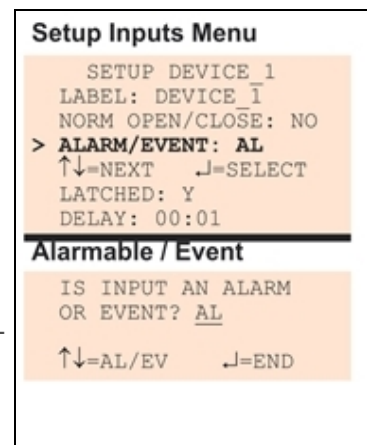 Setup Inputs Menu
SETUP DEVICE_1
LABEL: DEVICE_1
NORM OPEN/CLOSE: NO
> ALARM/EVENT: AL
↑↓=NEXT ↵=SELECT
LATCHED: Y
DELAY: 00:01
Alarmable / Event
IS INPUT AN ALARM
OR EVENT? AL
↑↓=AL/EV ↵=END